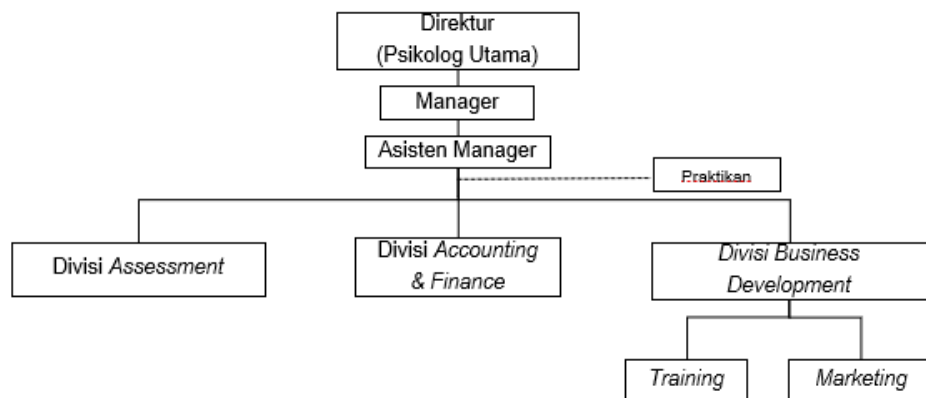 Direktur
(Psikolog Utama)
Manager
Asisten Manager
Praktikan
Divisi Assessment
Divisi Accounting
& Finance
Divisi Business
Development
Training
Marketing